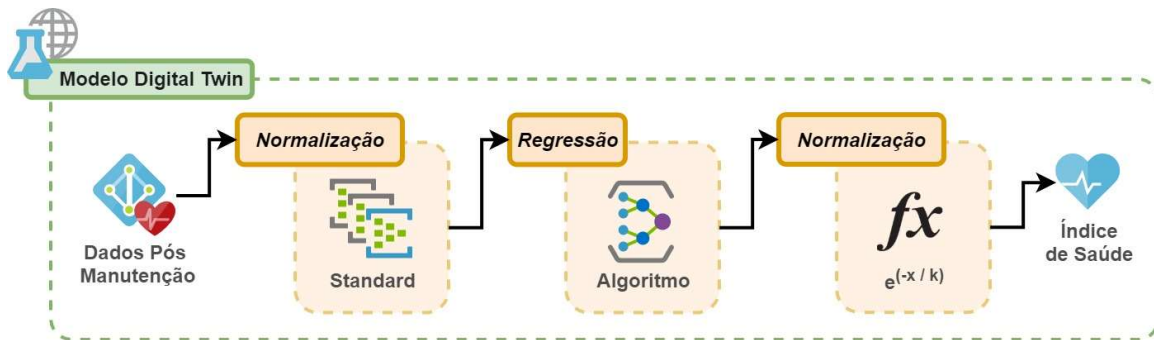 Modelo Digital Twin
Normalização
Regressão
Normalização
Dados Pós
Manutenção
Standard
Algoritmo
fx
e(-x / k)
Índice
de Saúde